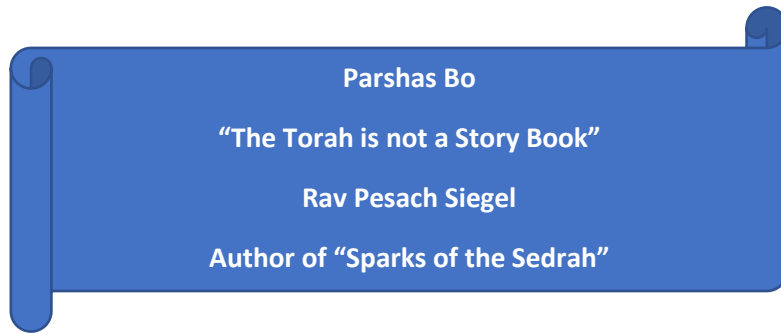 Parshas Bo
“The Torah is not a Story Book”
Rav Pesach Siegel
Author of “Sparks of the Sedrah”